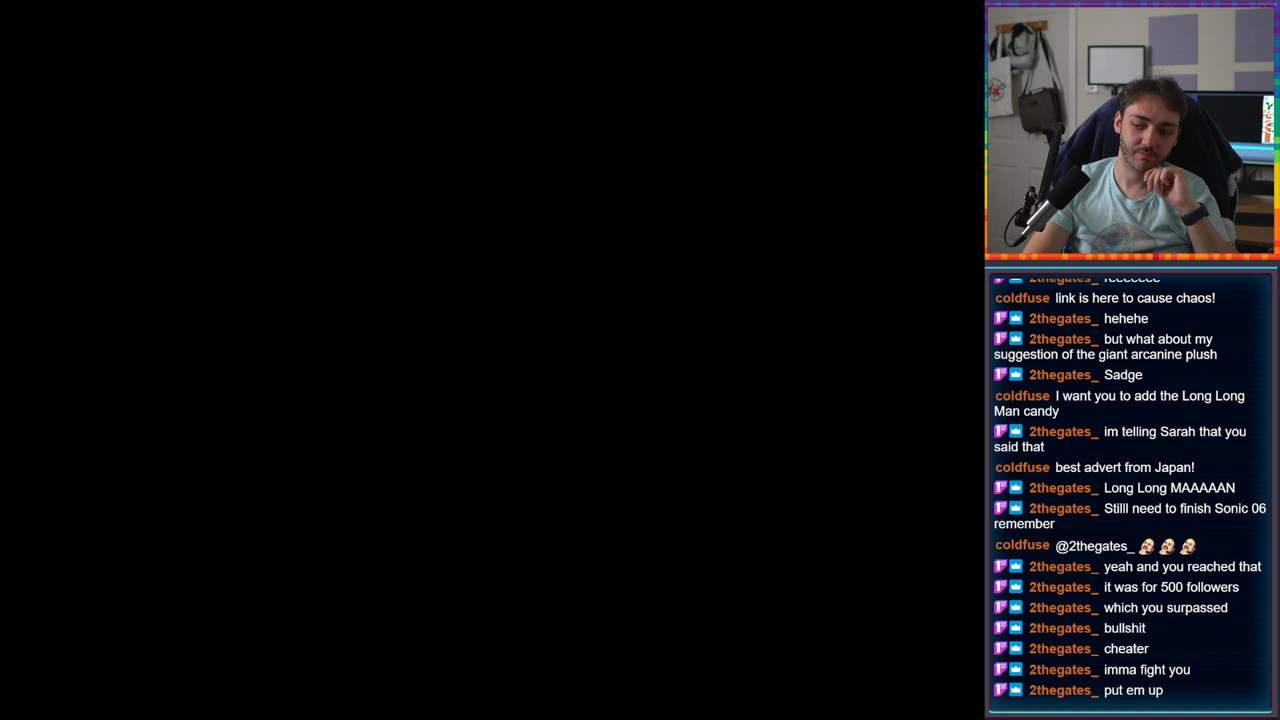 coldfuse link is here to cause chaos!
2thegates_ hehehe
2thegates_ but what about my
suggestion of the giant arcanine plush
2thegates_ Sadge
coldfuse I want you to add the Long Long
Man candy
2thegates_ im telling Sarah that you
said that
coldfuse best advert from Japan!
2thegates_ Long Long MAAAAAN
2thegates_ Stilll need to finish Sonic 06
remember
coldfuse @2thegates_
2thegates_ yeah and you reached that
2thegates_ it was for 500 followers
2thegates_ which you surpassed
2thegates_ bullshit
2thegates_ cheater
2thegates_ imma fight you
2thegates_ put em up